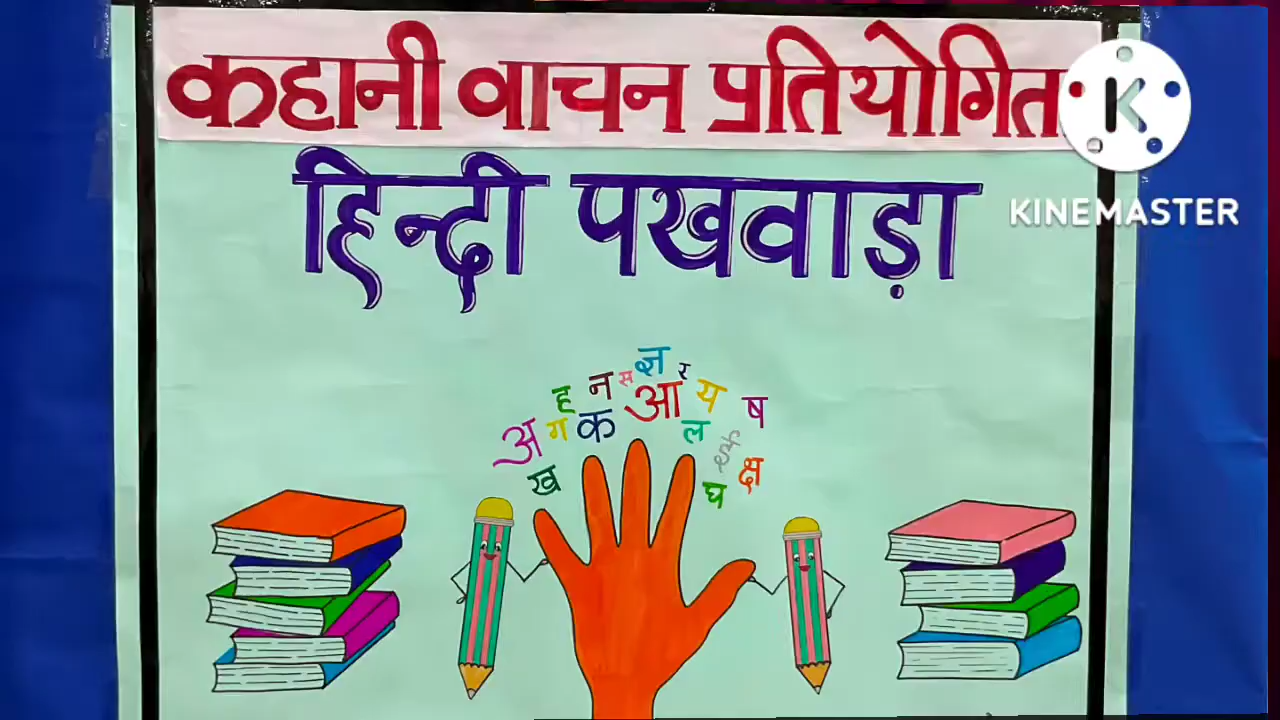 कहानी वाचन प्रतियोगिता
हिन्दी पखवाड़ा
K
KINEMASTER
ज्ञ
ह न स आ र य ष
अ ग क ल
ख घ क्ष